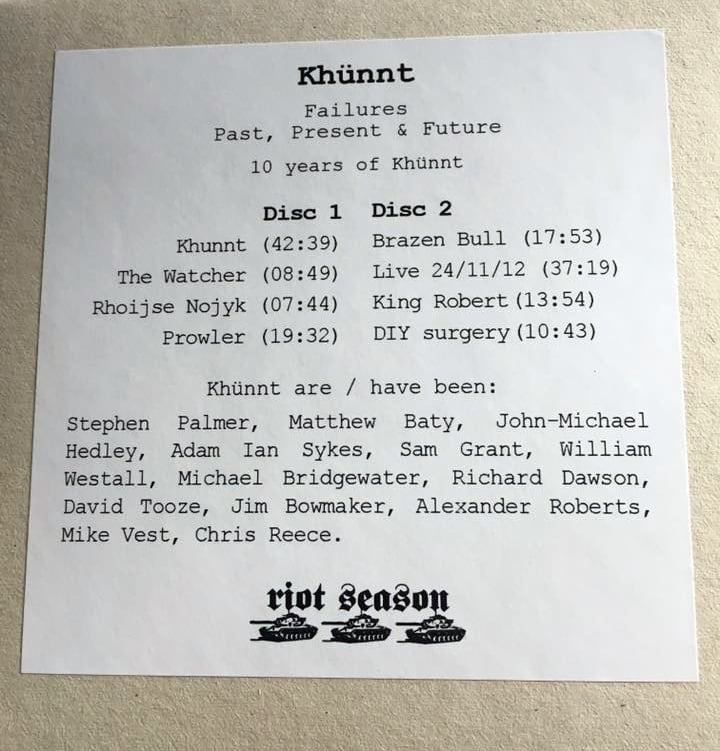 Khünnt
Failures
Past, Present & Future
10 years of Khünnt
Disc 1 Disc 2
Khunnt (42:39) Brazen Bull (17:53)
The Watcher (08:49) Live 24/11/12 (37:19)
Rhoijse Nojyk (07:44) King Robert (13:54)
Prowler (19:32) DIY surgery (10:43)
Khünnt are / have been:
Stephen Palmer, Matthew Baty, John-Michael
Hedley, Adam Ian Sykes, Sam Grant, William
Westall, Michael Bridgewater, Richard Dawson,
David Tooze, Jim Bowmaker, Alexander Roberts,
Mike Vest, Chris Reece.
riot season